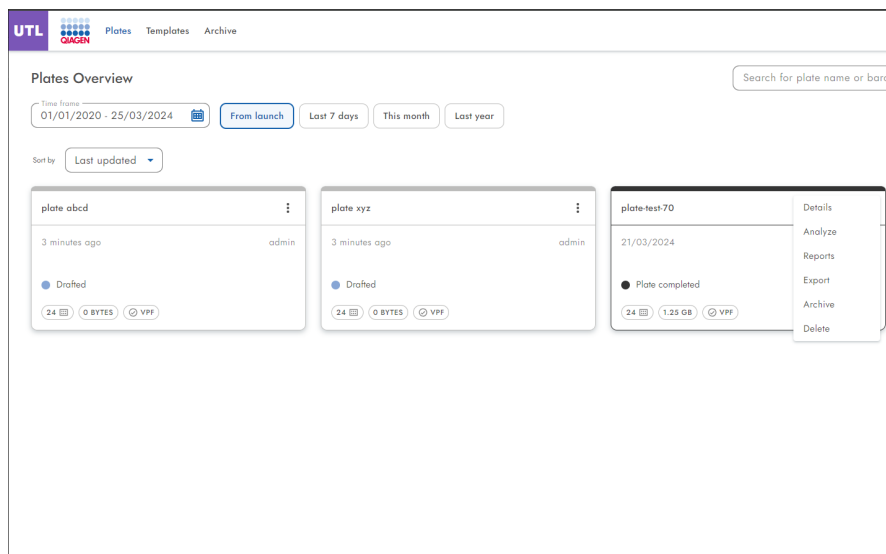 UTL
QIAGEN
Plates Templates Archive
Plates Overview
Search for plate name or barc
Time frame
01/01/2020 - 25/03/2024
From launch
Last 7 days
This month
Last year
Sort by
Last updated
plate abcd
3 minutes ago admin
Drafted
24 0 BYTES VPF
plate xyz
3 minutes ago admin
Drafted
24 0 BYTES VPF
plate-test-70
21/03/2024
Plate completed
24 1.25 GB VPF
Details
Analyze
Reports
Export
Archive
Delete